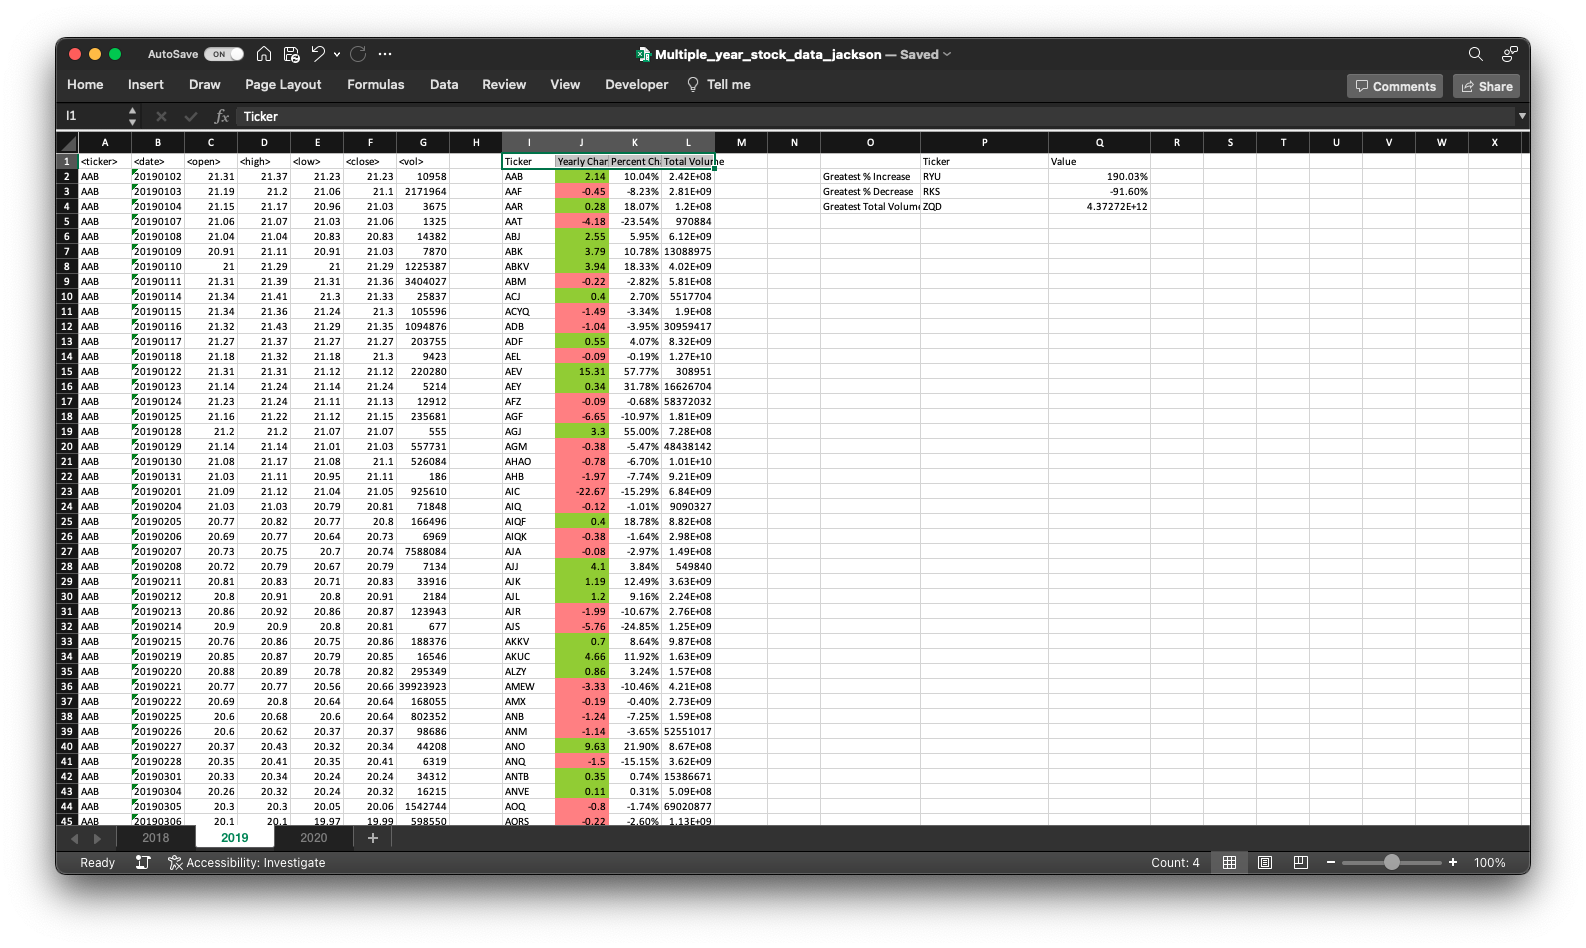 AutoSave ON Multiple_year_stock_data_jackson — Saved
Home Insert Draw Page Layout Formulas Data Review View Developer Tell me Comments Share
I1 fx Ticker
A B C D E F G H I J K L M N O P Q R S T U V W X
1 <ticker> <date> <open> <high> <low> <close> <vol> Ticker Yearly Char Percent Ch Total Volume Ticker Value
2 AAB 20190102 21.31 21.37 21.23 21.23 10958 AAB 2.14 10.04% 2.42E+08 Greatest % Increase RYU 190.03%
3 AAB 20190103 21.19 21.2 21.06 21.1 2171964 AAF -0.45 -8.23% 2.81E+09 Greatest % Decrease RKS -91.60%
4 AAB 20190104 21.15 21.17 20.96 21.03 3675 AAR 0.28 18.07% 1.2E+08 Greatest Total Volum ZQD 4.37272E+12
5 AAB 20190107 21.06 21.07 21.03 21.06 1325 AAT -4.18 -23.54% 970884
6 AAB 20190108 21.04 21.04 20.83 20.83 14382 ABJ 2.55 5.95% 6.12E+09
7 AAB 20190109 20.91 21.11 20.91 21.03 7870 ABK 3.79 10.78% 13088975
8 AAB 20190110 21 21.29 21 21.29 1225387 ABKV 3.94 18.33% 4.02E+09
9 AAB 20190111 21.31 21.39 21.31 21.36 3404027 ABM -0.22 -2.82% 5.81E+08
10 AAB 20190114 21.34 21.41 21.3 21.33 25837 ACJ 0.4 2.70% 5517704
11 AAB 20190115 21.34 21.36 21.24 21.3 105596 ACYQ -1.49 -3.34% 1.9E+08
12 AAB 20190116 21.32 21.43 21.29 21.35 1094876 ADB -1.04 -3.95% 30959417
13 AAB 20190117 21.27 21.37 21.27 21.27 203755 ADF 0.55 4.07% 8.32E+09
14 AAB 20190118 21.18 21.32 21.18 21.3 9423 AEL -0.09 -0.19% 1.27E+10
15 AAB 20190122 21.31 21.31 21.12 21.12 220280 AEV 15.31 57.77% 308951
16 AAB 20190123 21.14 21.24 21.14 21.24 5214 AEY 0.34 31.78% 16626704
17 AAB 20190124 21.23 21.24 21.11 21.13 12912 AFZ -0.09 -0.68% 58372032
18 AAB 20190125 21.16 21.22 21.12 21.15 235681 AGF -6.65 -10.97% 1.81E+09
19 AAB 20190128 21.2 21.2 21.07 21.07 555 AGJ 3.3 55.00% 7.28E+08
20 AAB 20190129 21.14 21.14 21.01 21.03 557731 AGM -0.38 -5.47% 48438142
21 AAB 20190130 21.08 21.17 21.08 21.1 526084 AHAO -0.78 -6.70% 1.01E+10
22 AAB 20190131 21.03 21.11 20.95 21.11 186 AHB -1.97 -7.74% 9.21E+09
23 AAB 20190201 21.09 21.12 21.04 21.05 925610 AIC -22.67 -15.29% 6.84E+09
24 AAB 20190204 21.03 21.03 20.79 20.81 71848 AIQ -0.12 -1.01% 9090327
25 AAB 20190205 20.77 20.82 20.77 20.8 166496 AIQF 0.4 18.78% 8.82E+08
26 AAB 20190206 20.69 20.77 20.64 20.73 6969 AIQK -0.38 -1.64% 2.98E+08
27 AAB 20190207 20.73 20.75 20.7 20.74 7588084 AJA -0.08 -2.97% 1.49E+08
28 AAB 20190208 20.72 20.79 20.67 20.79 7134 AJJ 4.1 3.84% 549840
29 AAB 20190211 20.81 20.83 20.71 20.83 33916 AJK 1.19 12.49% 3.63E+09
30 AAB 20190212 20.8 20.91 20.8 20.91 2184 AJL 1.2 9.16% 2.24E+08
31 AAB 20190213 20.86 20.92 20.86 20.87 123943 AJR -1.99 -10.67% 2.76E+08
32 AAB 20190214 20.9 20.9 20.8 20.81 677 AJS -5.76 -24.85% 1.25E+09
33 AAB 20190215 20.76 20.86 20.75 20.86 188376 AKKV 0.7 8.64% 9.87E+08
34 AAB 20190219 20.85 20.87 20.79 20.85 16546 AKUC 4.66 11.92% 1.63E+09
35 AAB 20190220 20.88 20.89 20.78 20.82 295349 ALZY 0.86 3.24% 1.57E+08
36 AAB 20190221 20.77 20.77 20.56 20.66 39923923 AMEW -3.33 -10.46% 4.21E+08
37 AAB 20190222 20.69 20.8 20.64 20.64 168055 AMX -0.19 -0.40% 2.73E+09
38 AAB 20190225 20.6 20.68 20.6 20.64 802352 ANB -1.24 -7.25% 1.59E+08
39 AAB 20190226 20.6 20.62 20.37 20.37 98686 ANM -1.14 -3.65% 52551017
40 AAB 20190227 20.37 20.43 20.32 20.34 44208 ANO 9.63 21.90% 8.67E+08
41 AAB 20190228 20.35 20.41 20.35 20.41 6319 ANQ -1.5 -15.15% 3.62E+09
42 AAB 20190301 20.33 20.34 20.24 20.24 34312 ANTB 0.35 0.74% 15386671
43 AAB 20190304 20.26 20.32 20.24 20.32 16215 ANVE 0.11 0.31% 5.09E+08
44 AAB 20190305 20.3 20.3 20.05 20.06 1542744 AOQ -0.8 -1.74% 69020877
45 AAB 20190306 20.1 20.1 19.97 19.99 598550 AORS -0.22 -2.60% 1.13E+09
2018 2019 2020 +
Ready Accessibility: Investigate Count: 4 100%